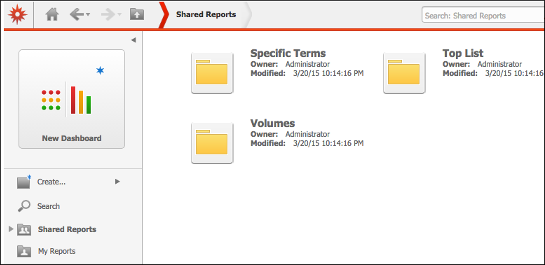 Shared Reports
Search: Shared Reports
New Dashboard
Create...
Search
Shared Reports
My Reports
Specific Terms
Owner: Administrator
Modified: 3/20/15 10:14:16 PM
Top List
Owner: Administrator
Modified: 3/20/15 10:14:16 PM
Volumes
Owner: Administrator
Modified: 3/20/15 10:14:16 PM